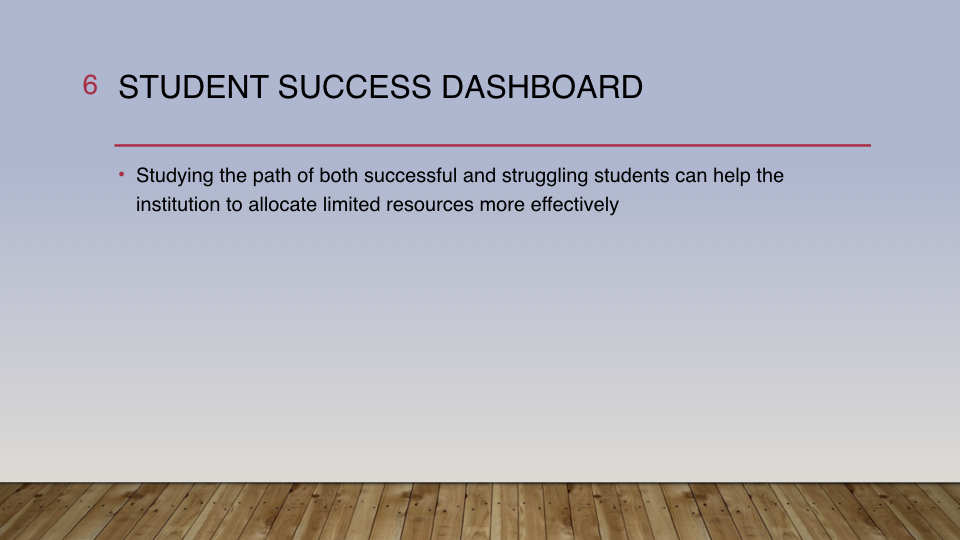 6 STUDENT SUCCESS DASHBOARD
• Studying the path of both successful and struggling students can help the
institution to allocate limited resources more effectively